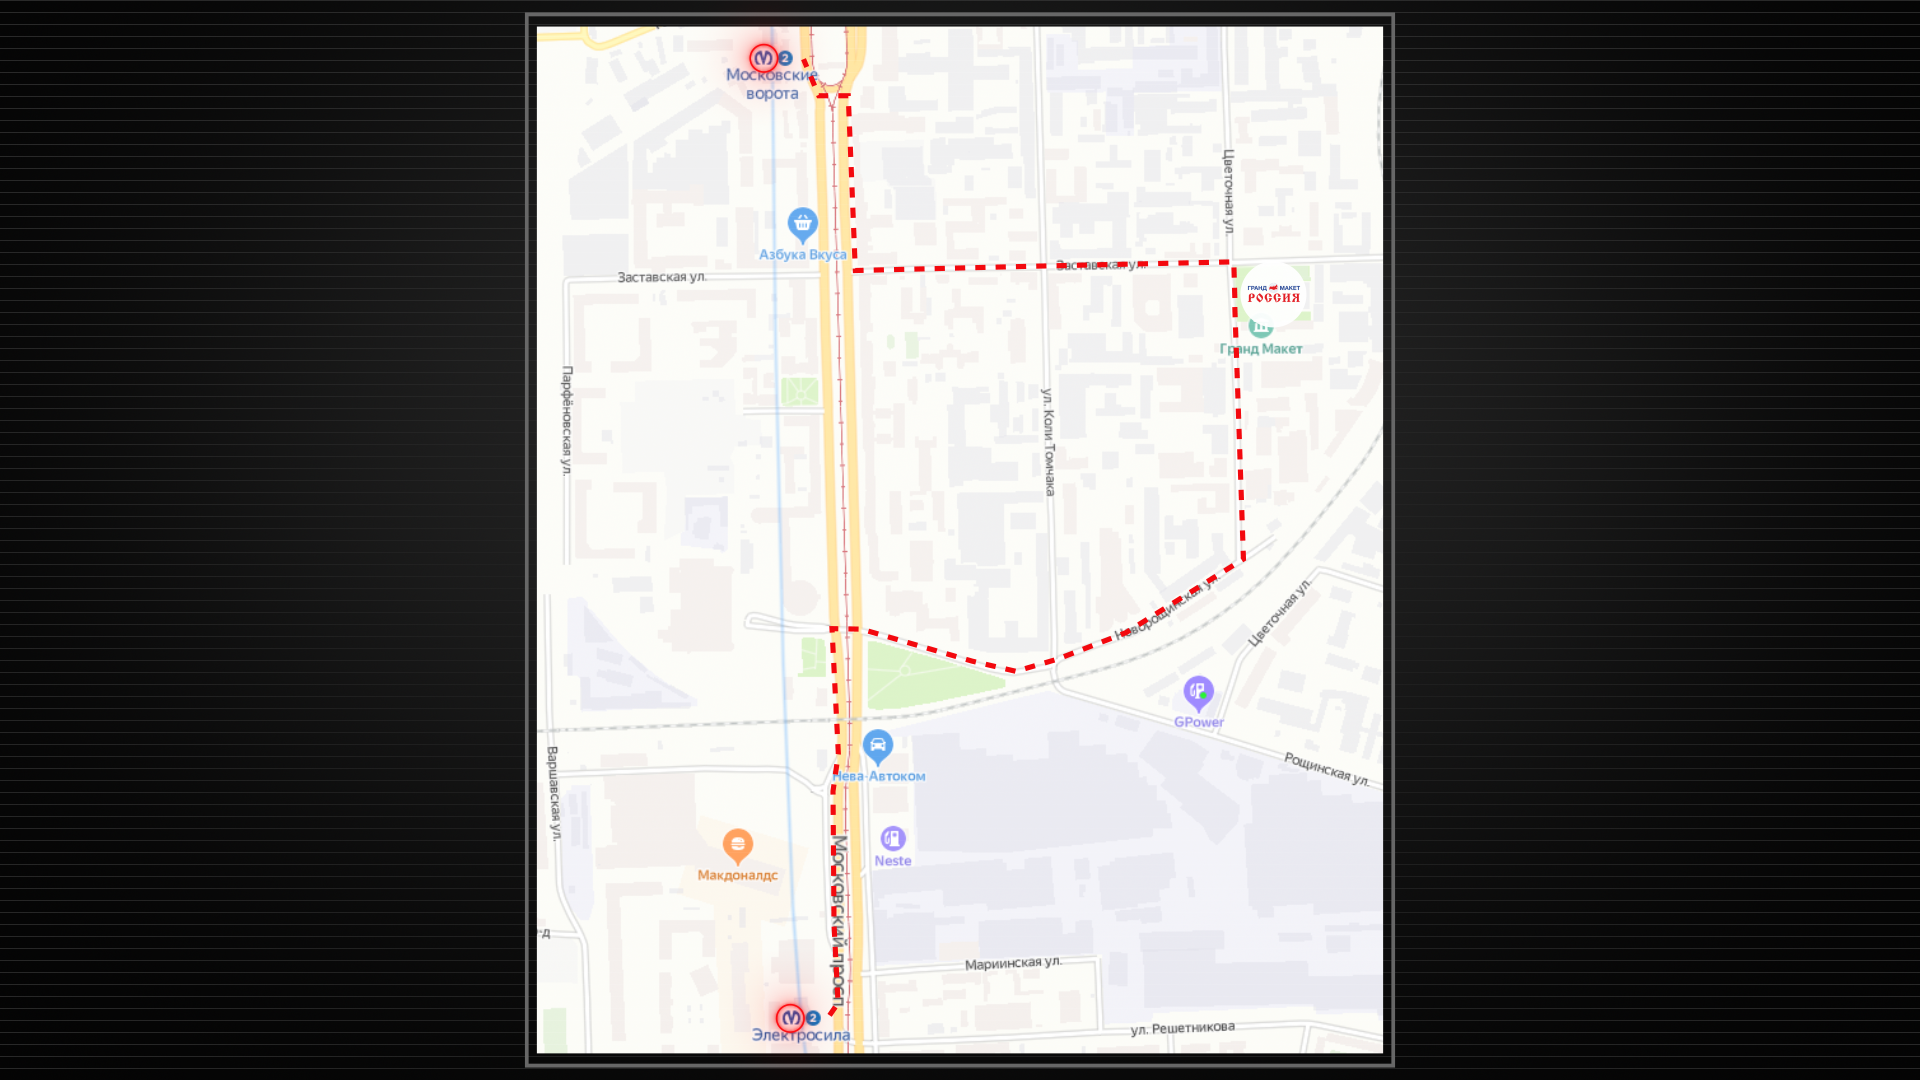 2
Московские
ворота
Цветочная ул.
Азбука Вкуса
Заставская ул.
Заставская ул.
ГРАНД МАКЕТ
РОССИЯ
Гранд Макет
Парфёновская ул.
ул. Коли Томчака
Новорощинская ул.
Цветочная ул.
GPower
Рощинская ул.
Варшавская ул.
Нева-Автоком
Макдоналдс
Neste
Московский просп.
-д
Мариинская ул.
2
Электросила
ул. Решетникова